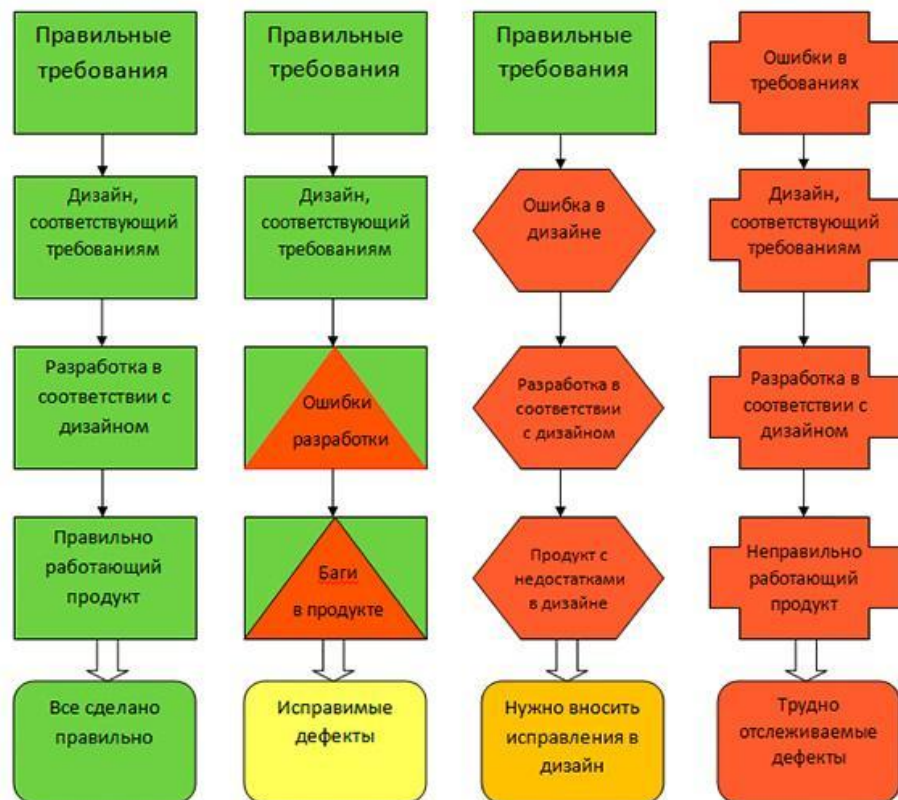 Правильные
требования
Дизайн,
соответствующий
требованиям
Разработка в
соответствии с
дизайном
Правильно
работающий
продукт
Все сделано
правильно
Правильные
требования
Дизайн,
соответствующий
требованиям
Ошибки
разработки
Баги
в продукте
Исправимые
дефекты
Правильные
требования
Ошибка в
дизайне
Разработка в
соответствии
с дизайном
Продукт с
недостатками
в дизайне
Нужно вносить
исправления в
дизайн
Ошибки в
требованиях
Дизайн,
соответствующий
требованиям
Разработка в
соответствии с
дизайном
Неправильно
работающий
продукт
Трудно
отслеживаемые
дефекты